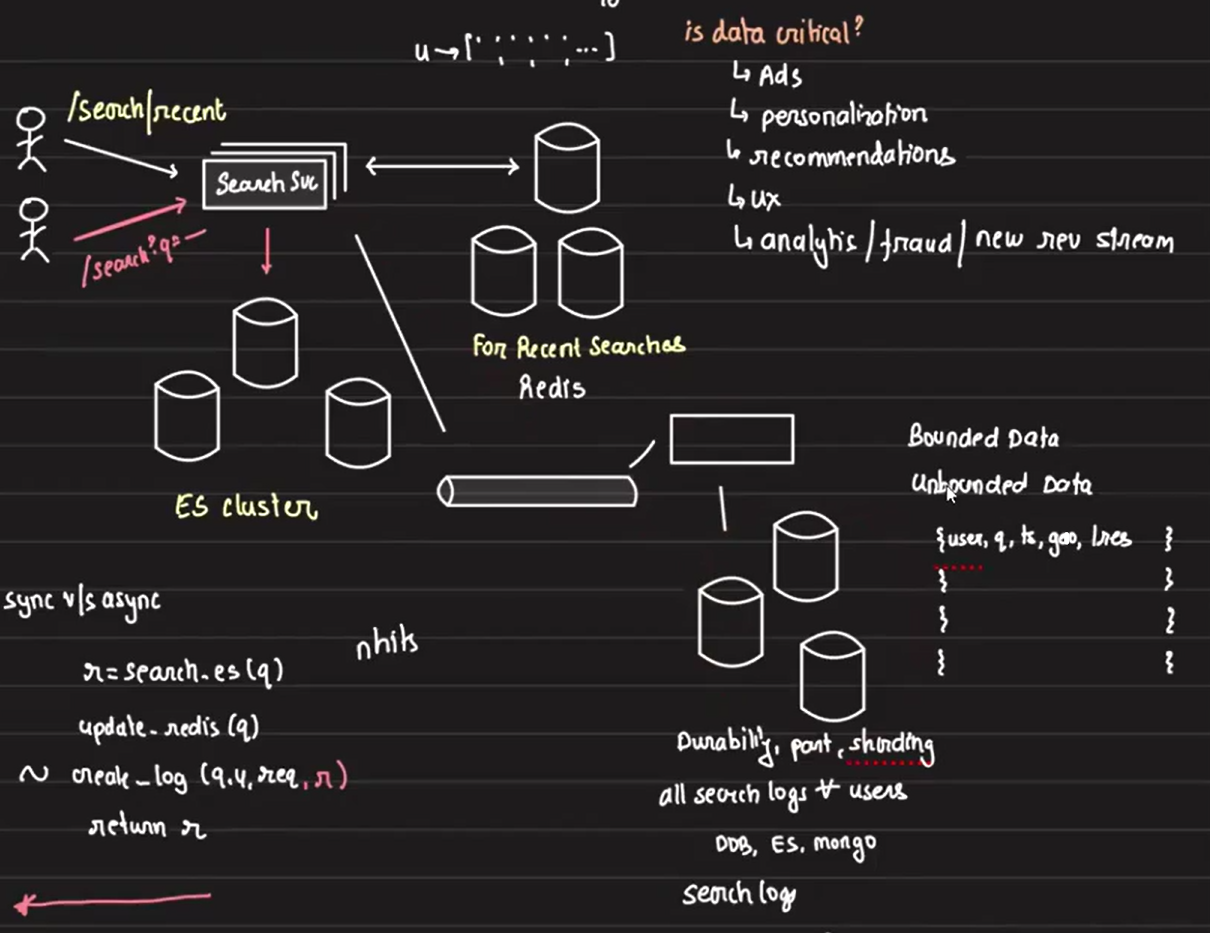 10
u→[ , , , ...]
is data critical?
↳ Ads
↳ personalization
↳ recommendations
↳ UX
↳ analytis / fraud / new rev stream
/search/recent
Search Svc
/search?q=
For Recent Searches
Redis
ES cluster
Bounded Data
Unbounded Data
{user, q, ts, geo, lres }
{ }
{ }
{ }
sync v/s async
nhits
r = search_es (q)
update_redis (q)
~ create_log (q,u, req, r)
return r
Durability, part, sharding
all search logs ∀ users
DDB, ES, mongo
search logs